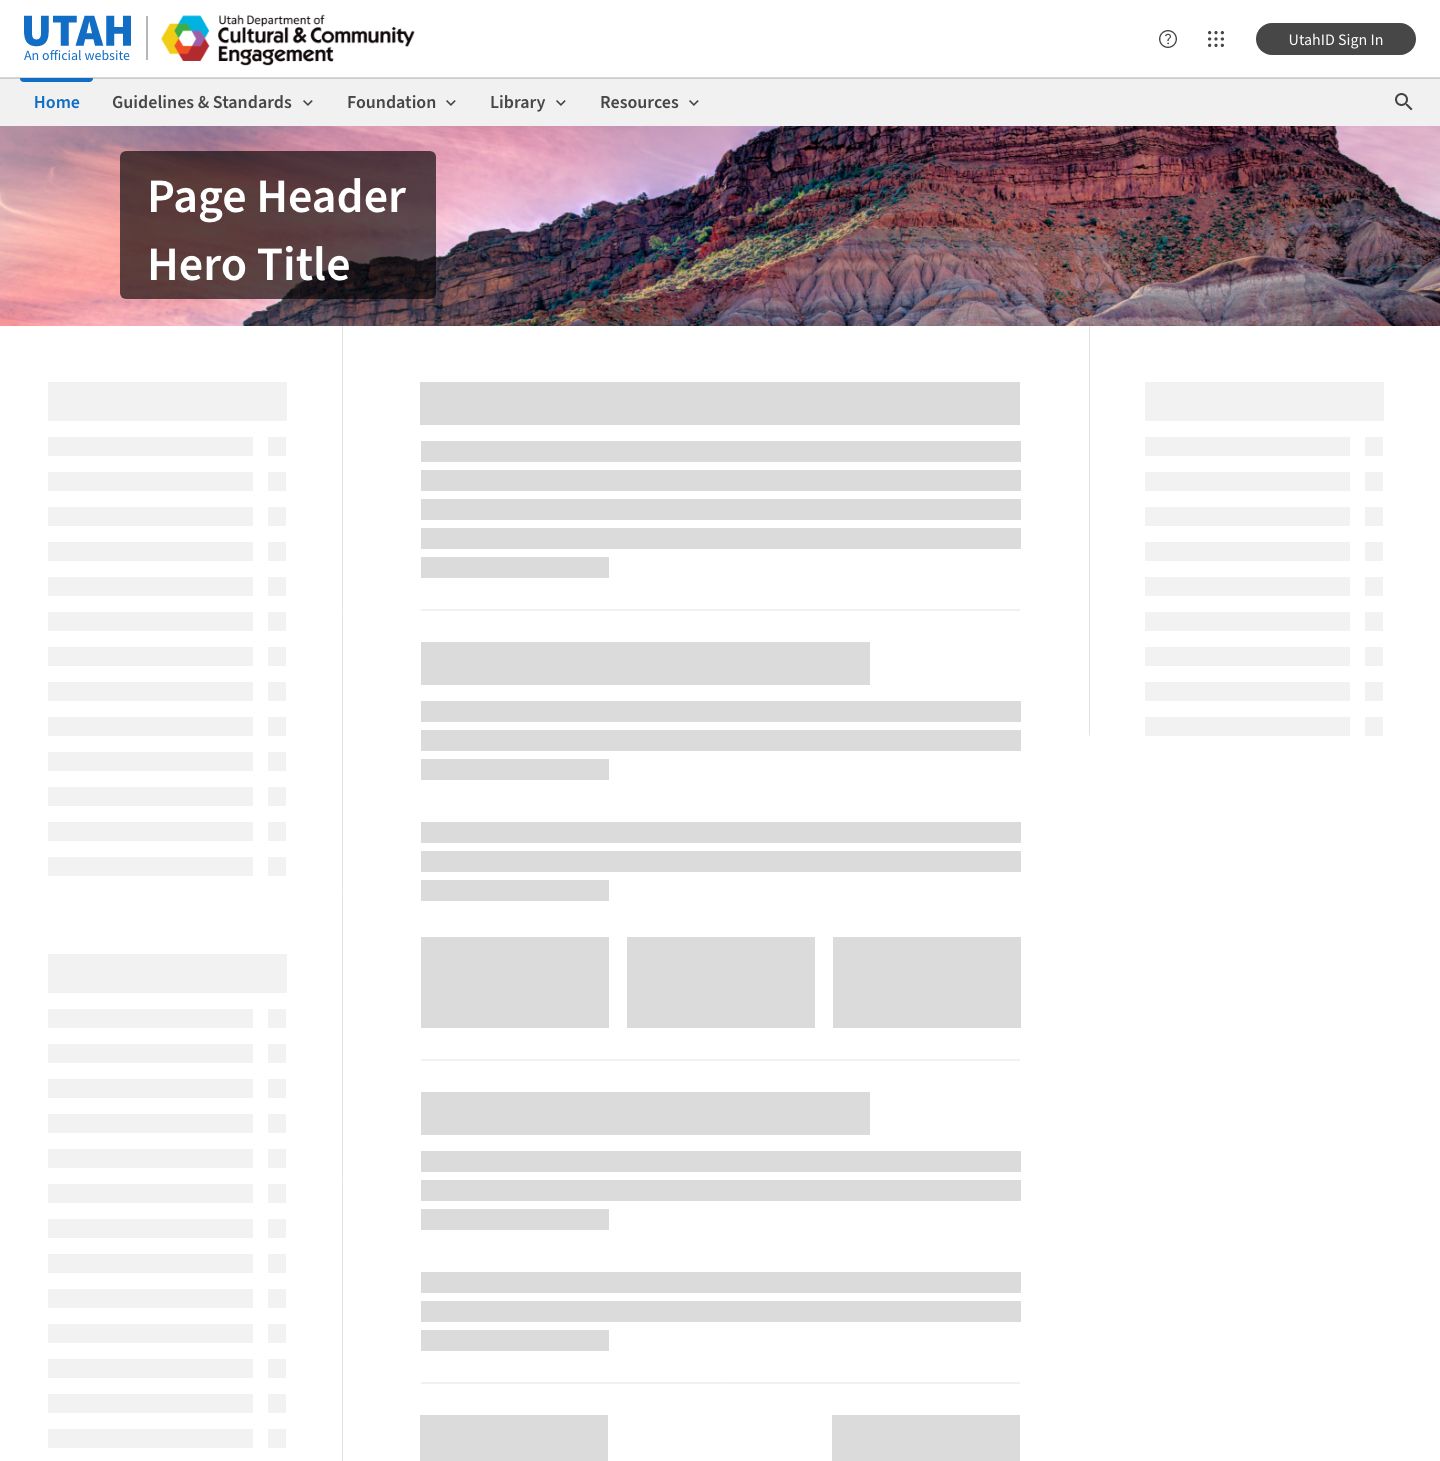 UTAH
An official website
Utah Department of
Cultural & Community
Engagement
UtahID Sign In
Home
Guidelines & Standards
Foundation
Library
Resources
Page Header
Hero Title